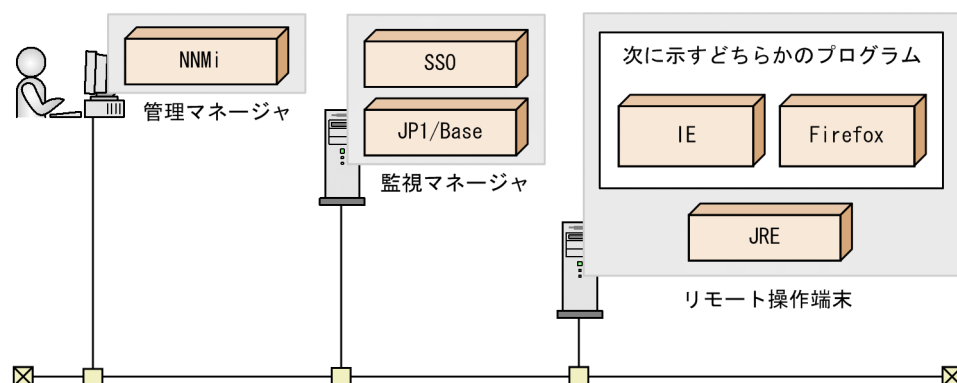 NNMi
管理マネージャ
SSO
JP1/Base
監視マネージャ
次に示すどちらかのプログラム
IE
Firefox
JRE
リモート操作端末